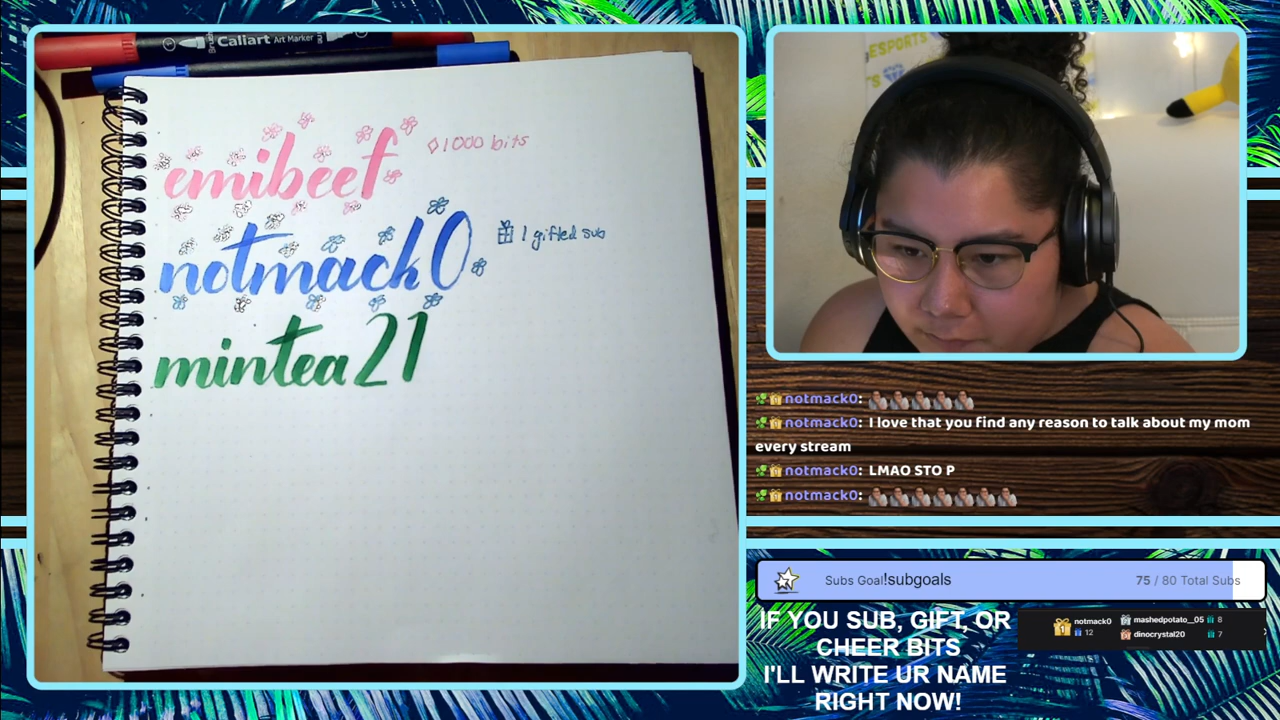 Caliart Art Marker
emibeef ♢1000 bits
notmack0 1 gifted sub
mintea21
ESPORTS
notmack0:
notmack0: I love that you find any reason to talk about my mom
every stream
notmack0: LMAO STO P
notmack0:
Subs Goal!subgoals 75 / 80 Total Subs
IF YOU SUB, GIFT, OR
CHEER BITS
I'LL WRITE UR NAME
RIGHT NOW!
1 notmack0 12
mashedpotato_05 8
dinocrystal20 7